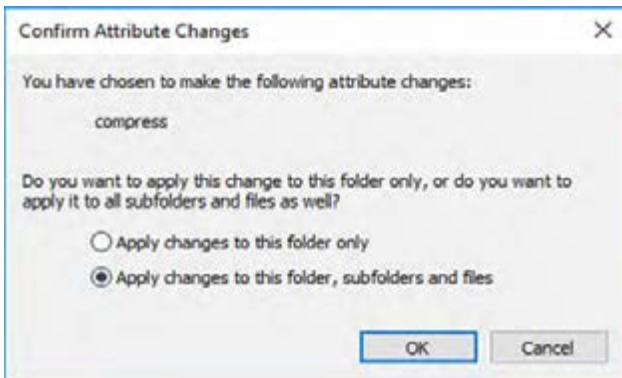 Confirm Attribute Changes
You have chosen to make the following attribute changes:
compress
Do you want to apply this change to this folder only, or do you want to
apply it to all subfolders and files as well?
Apply changes to this folder only
Apply changes to this folder, subfolders and files
OK Cancel